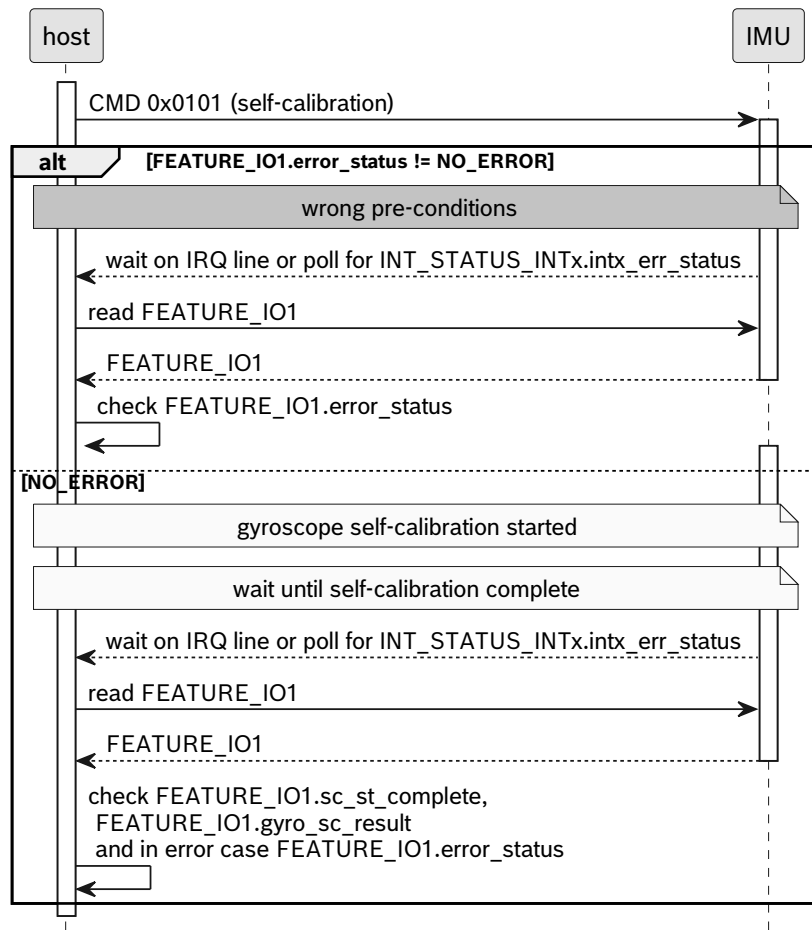 host
IMU
CMD 0x0101 (self-calibration)
alt
[FEATURE_IO1.error_status != NO_ERROR]
wrong pre-conditions
wait on IRQ line or poll for INT_STATUS_INTx.intx_err_status
read FEATURE_IO1
FEATURE_IO1
check FEATURE_IO1.error_status
[NO_ERROR]
gyroscope self-calibration started
wait until self-calibration complete
wait on IRQ line or poll for INT_STATUS_INTx.intx_err_status
read FEATURE_IO1
FEATURE_IO1
check FEATURE_IO1.sc_st_complete,
FEATURE_IO1.gyro_sc_result
and in error case FEATURE_IO1.error_status